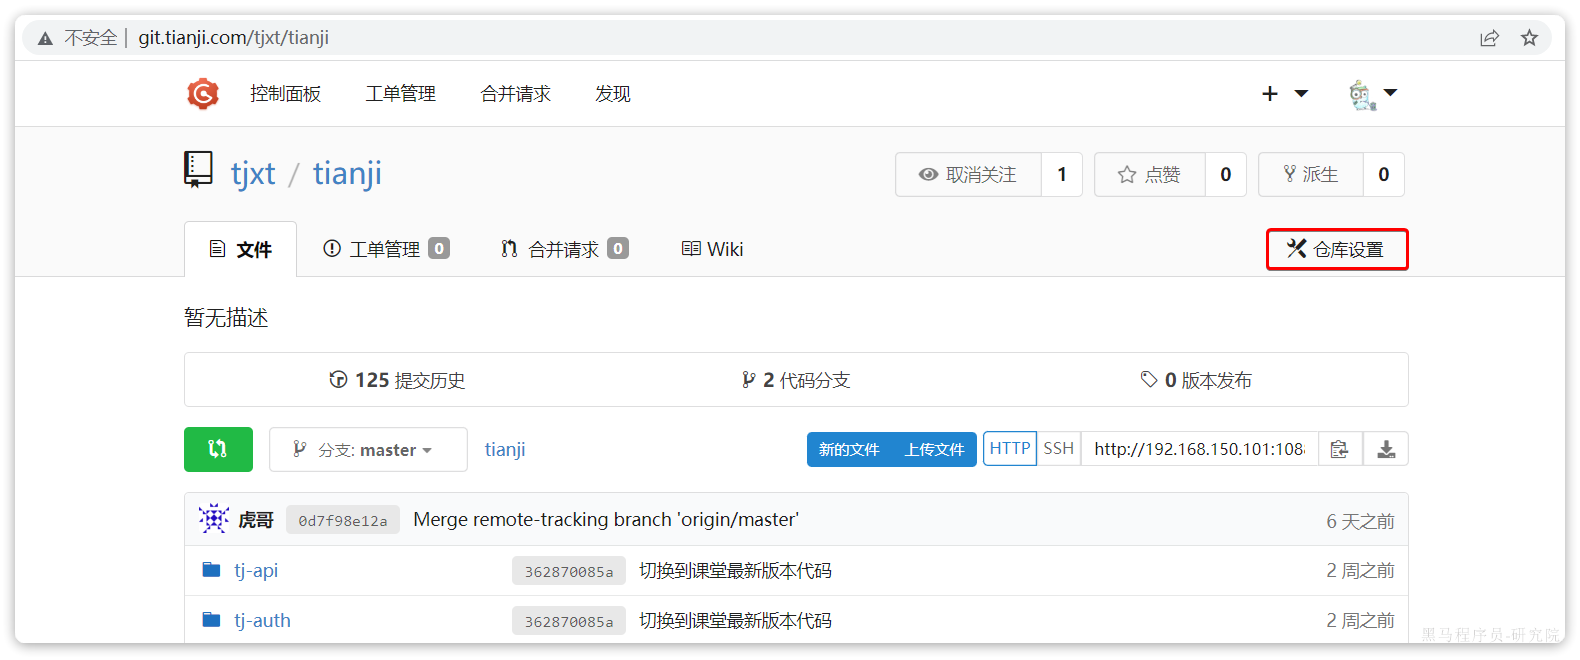 不安全 | git.tianji.com/tjxt/tianji
控制面板 工单管理 合并请求 发现
tjxt / tianji 取消关注 1 点赞 0 派生 0
文件 工单管理 0 合并请求 0 Wiki 仓库设置
暂无描述
125 提交历史 2 代码分支 0 版本发布
分支: master tianji 新的文件 上传文件 HTTP SSH http://192.168.150.101:108
虎哥 0d7f98e12a Merge remote-tracking branch 'origin/master' 6 天之前
tj-api 362870085a 切换到课堂最新版本代码 2 周之前
tj-auth 362870085a 切换到课堂最新版本代码 2 周之前
黑马程序员-研究院